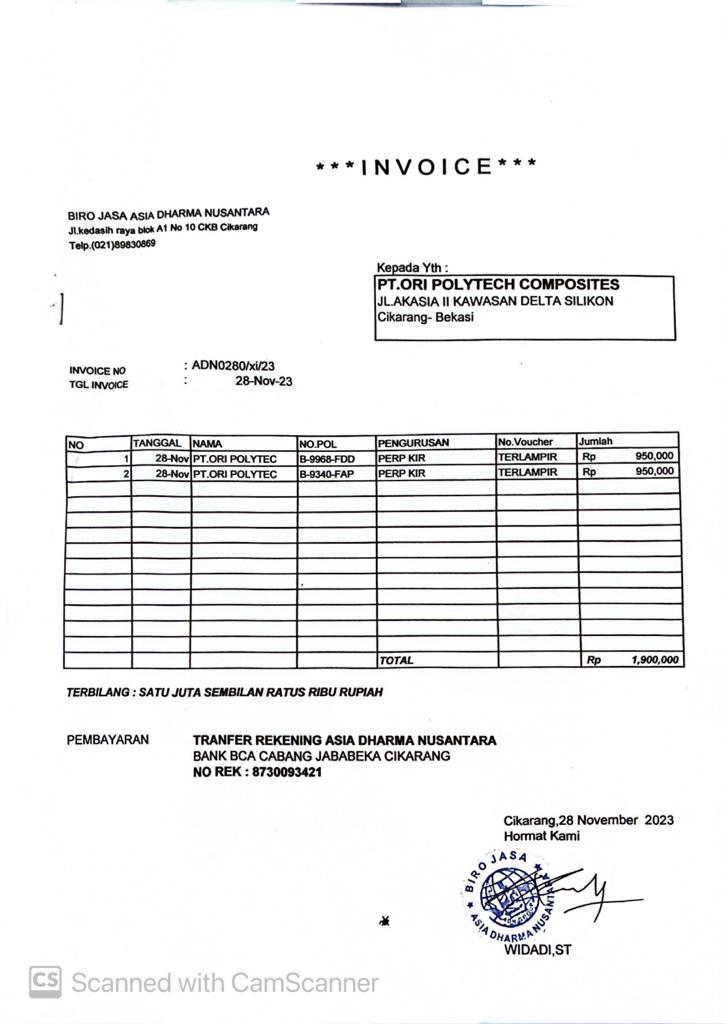 ***INVOICE***
BIRO JASA ASIA DHARMA NUSANTARA
Jl.kedasih raya blok A1 No 10 CKB Cikarang
Telp.(021)89830869
Kepada Yth :
PT.ORI POLYTECH COMPOSITES
JL.AKASIA II KAWASAN DELTA SILIKON
Cikarang- Bekasi
INVOICE NO : ADN0280/xi/23
TGL INVOICE : 28-Nov-23
NO TANGGAL NAMA NO.POL PENGURUSAN No.Voucher Jumlah
1 28-Nov PT.ORI POLYTEC B-9968-FDD PERP KIR TERLAMPIR Rp 950,000
2 28-Nov PT.ORI POLYTEC B-9340-FAP PERP KIR TERLAMPIR Rp 950,000
TOTAL Rp 1,900,000
TERBILANG : SATU JUTA SEMBILAN RATUS RIBU RUPIAH
PEMBAYARAN TRANFER REKENING ASIA DHARMA NUSANTARA
BANK BCA CABANG JABABEKA CIKARANG
NO REK : 8730093421
Cikarang,28 November 2023
Hormat Kami
BIRO JASA
ASIA DHARMA NUSANTARA
WIDADI,ST
CS Scanned with CamScanner